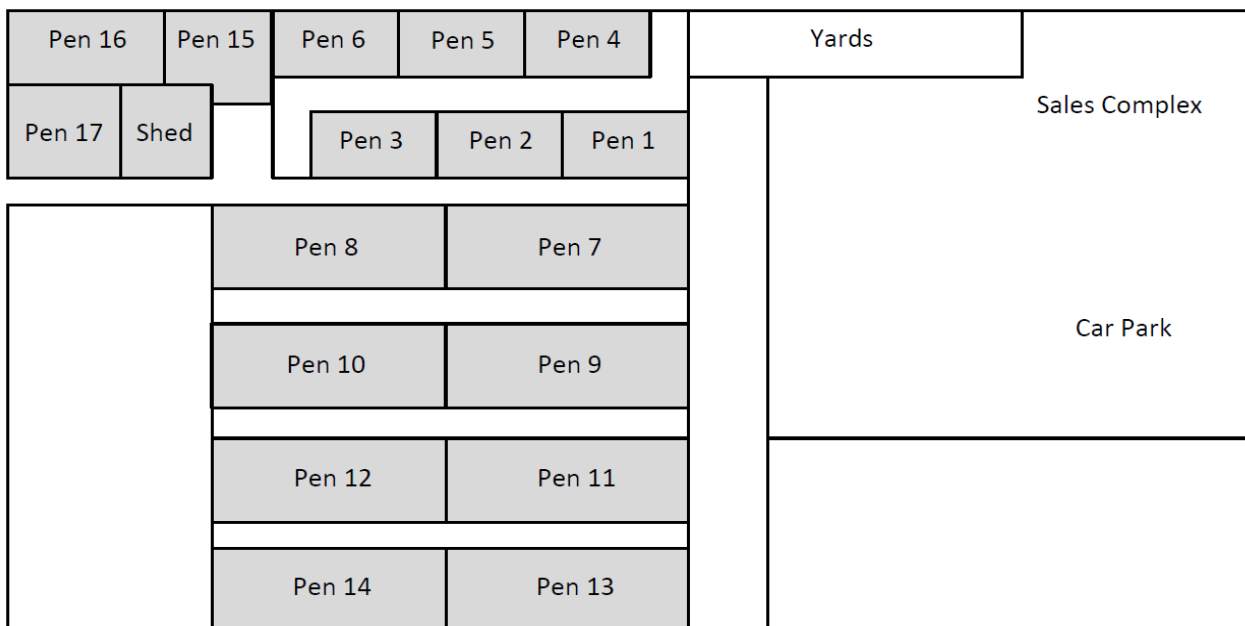 Pen 16
Pen 15
Pen 6
Pen 5
Pen 4
Yards
Sales Complex
Pen 17
Shed
Pen 3
Pen 2
Pen 1
Pen 8
Pen 7
Car Park
Pen 10
Pen 9
Pen 12
Pen 11
Pen 14
Pen 13